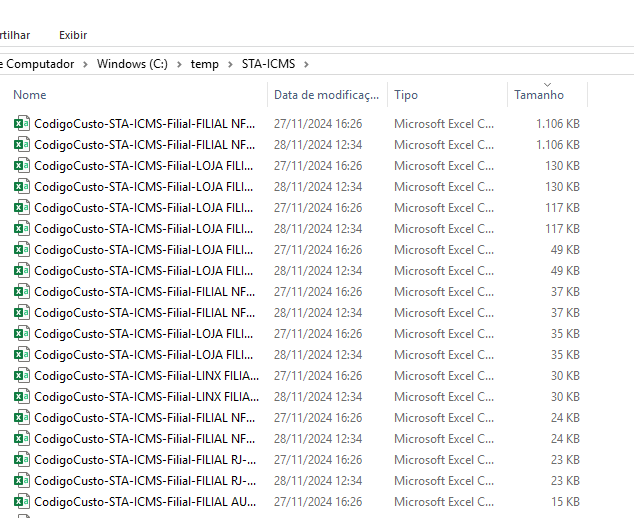 rtilhar Exibir
e Computador Windows (C:) temp STA-ICMS
Nome Data de modificaç... Tipo Tamanho
CodigoCusto-STA-ICMS-Filial-FILIAL NF... 27/11/2024 16:26 Microsoft Excel C... 1.106 KB
CodigoCusto-STA-ICMS-Filial-FILIAL NF... 28/11/2024 12:34 Microsoft Excel C... 1.106 KB
CodigoCusto-STA-ICMS-Filial-LOJA FILI... 27/11/2024 16:26 Microsoft Excel C... 130 KB
CodigoCusto-STA-ICMS-Filial-LOJA FILI... 28/11/2024 12:34 Microsoft Excel C... 130 KB
CodigoCusto-STA-ICMS-Filial-LOJA FILI... 27/11/2024 16:26 Microsoft Excel C... 117 KB
CodigoCusto-STA-ICMS-Filial-LOJA FILI... 28/11/2024 12:34 Microsoft Excel C... 117 KB
CodigoCusto-STA-ICMS-Filial-LOJA FILI... 27/11/2024 16:26 Microsoft Excel C... 49 KB
CodigoCusto-STA-ICMS-Filial-LOJA FILI... 28/11/2024 12:34 Microsoft Excel C... 49 KB
CodigoCusto-STA-ICMS-Filial-FILIAL NF... 27/11/2024 16:26 Microsoft Excel C... 37 KB
CodigoCusto-STA-ICMS-Filial-FILIAL NF... 28/11/2024 12:34 Microsoft Excel C... 37 KB
CodigoCusto-STA-ICMS-Filial-LOJA FILI... 27/11/2024 16:26 Microsoft Excel C... 35 KB
CodigoCusto-STA-ICMS-Filial-LOJA FILI... 28/11/2024 12:34 Microsoft Excel C... 35 KB
CodigoCusto-STA-ICMS-Filial-LINX FILIA... 27/11/2024 16:26 Microsoft Excel C... 30 KB
CodigoCusto-STA-ICMS-Filial-LINX FILIA... 28/11/2024 12:34 Microsoft Excel C... 30 KB
CodigoCusto-STA-ICMS-Filial-FILIAL NF... 27/11/2024 16:26 Microsoft Excel C... 24 KB
CodigoCusto-STA-ICMS-Filial-FILIAL NF... 28/11/2024 12:34 Microsoft Excel C... 24 KB
CodigoCusto-STA-ICMS-Filial-FILIAL RJ-... 27/11/2024 16:26 Microsoft Excel C... 23 KB
CodigoCusto-STA-ICMS-Filial-FILIAL RJ-... 28/11/2024 12:34 Microsoft Excel C... 23 KB
CodigoCusto-STA-ICMS-Filial-FILIAL AU... 27/11/2024 16:26 Microsoft Excel C... 15 KB